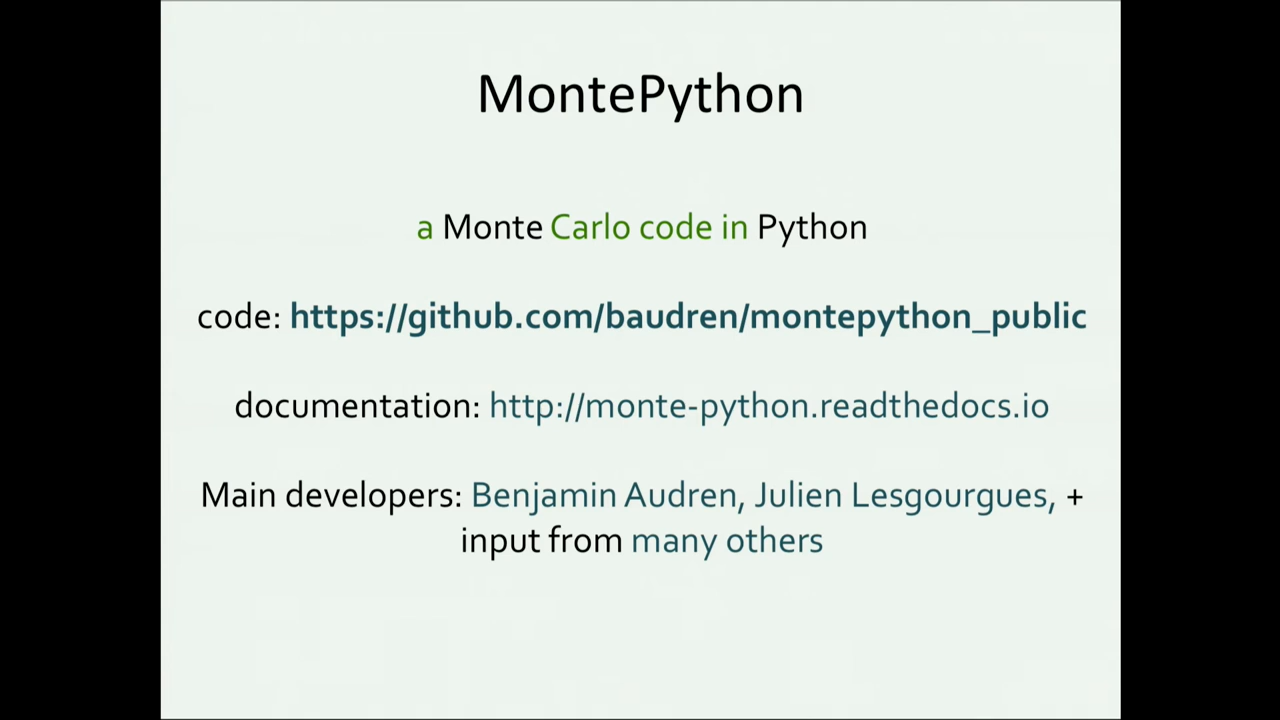 MontePython
a Monte Carlo code in Python
code: https://github.com/baudren/montepython_public
documentation: http://monte-python.readthedocs.io
Main developers: Benjamin Audren, Julien Lesgourgues, +
input from many others